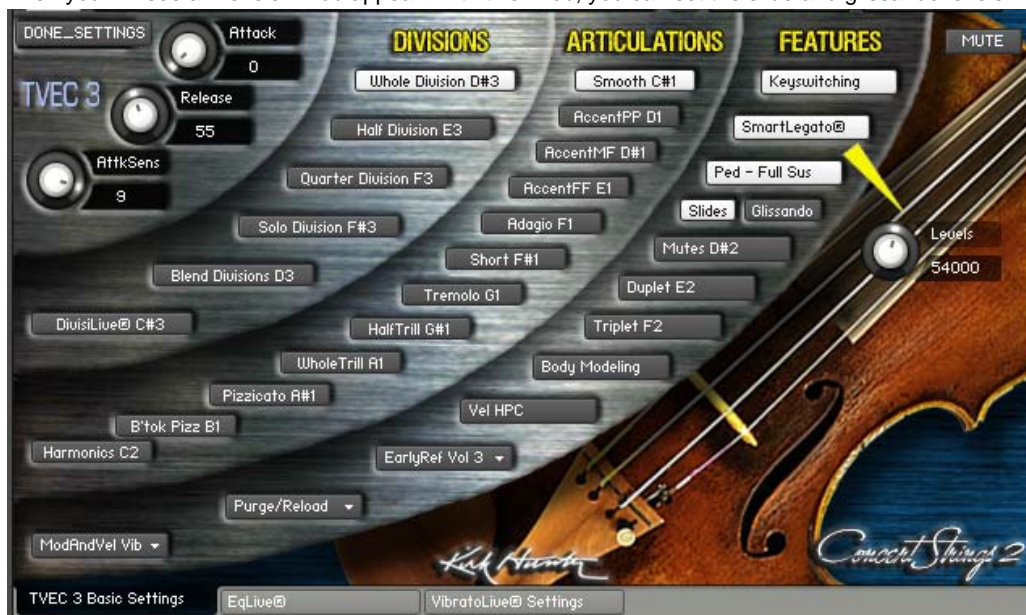 DONE_SETTINGS
Attack
0
DIVISIONS
ARTICULATIONS
FEATURES
MUTE
TVEC 3
Release
55
AttkSens
9
Whole Division D#3
Half Division E3
Quarter Division F3
Solo Division F#3
Blend Divisions D3
DivisiLive® C#3
Smooth C#1
AccentPP D1
AccentMF D#1
AccentFF E1
Adagio F1
Short F#1
Tremolo G1
HalfTrill G#1
WholeTrill A1
Pizzicato A#1
B'tok Pizz B1
Harmonics C2
Keyswitching
SmartLegato®
Ped - Full Sus
Slides Glissando
Mutes D#2
Duplet E2
Triplet F2
Body Modeling
Vel HPC
EarlyRef Vol 3
Purge/Reload
ModAndVel Vib
Levels
54000
Kirk Hunter
Concert Strings 2
TVEC 3 Basic Settings
EqLive®
VibratoLive® Settings